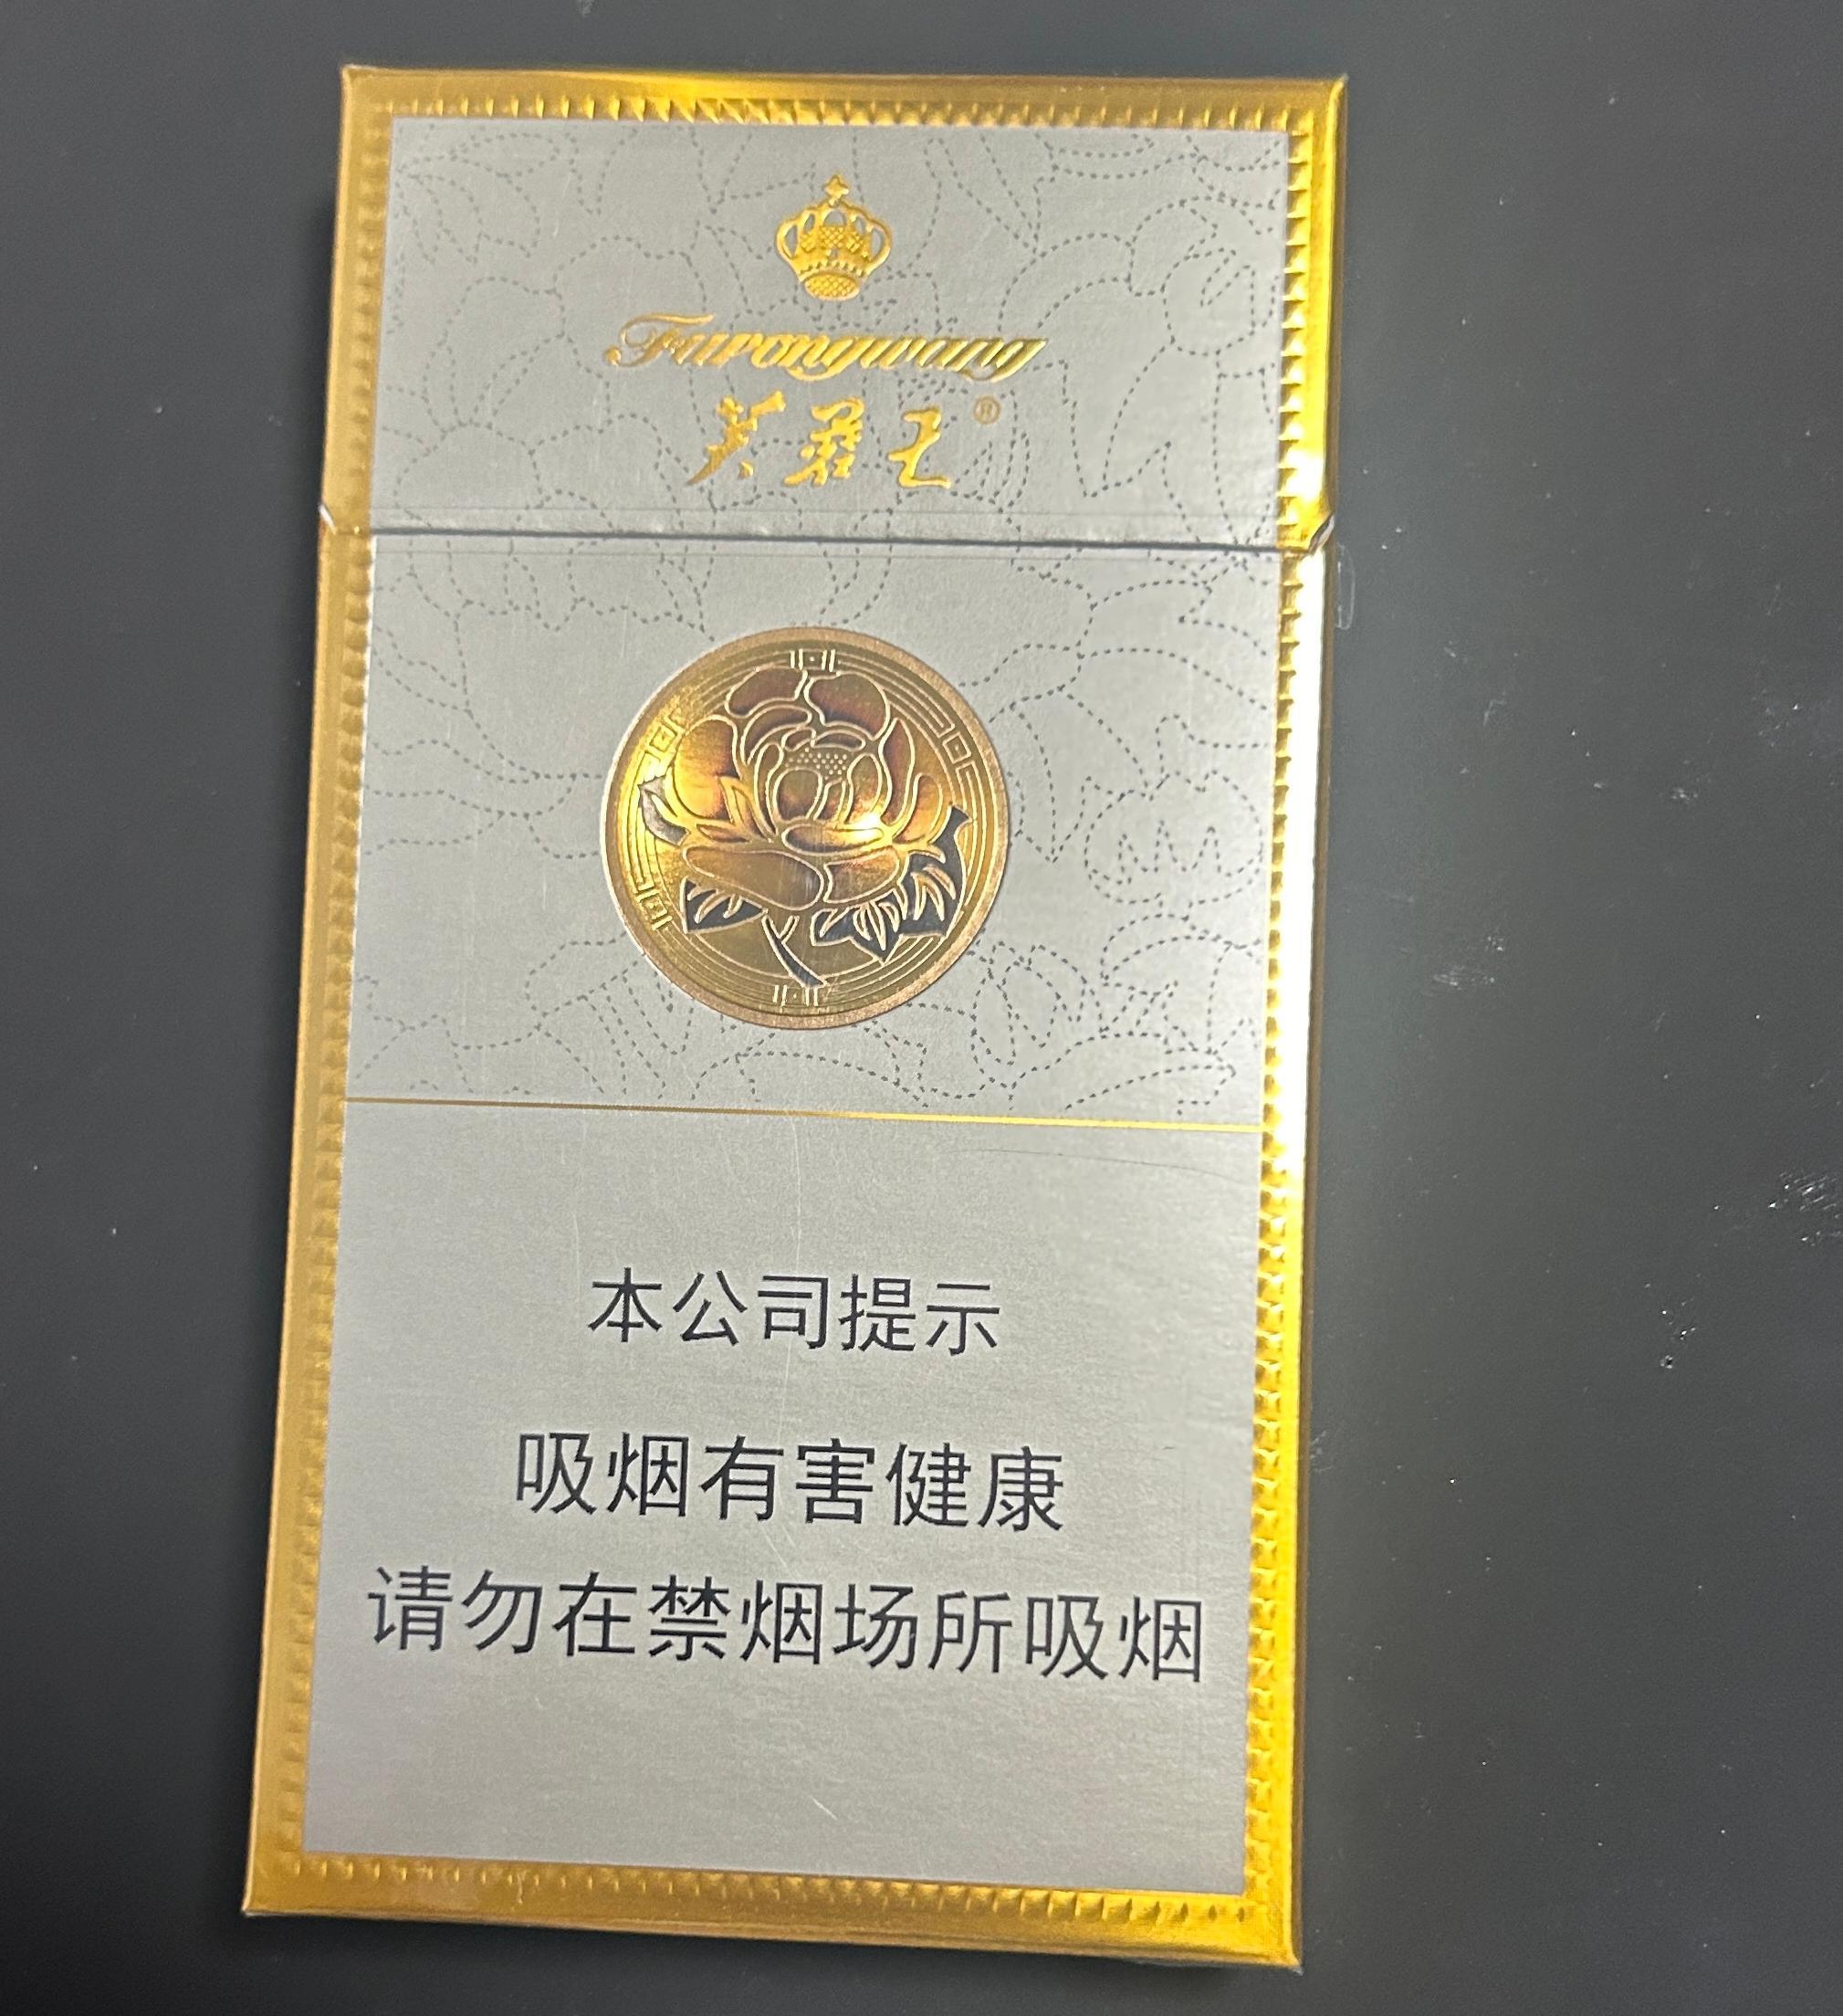 Furongwang
芙蓉王®
本公司提示
吸烟有害健康
请勿在禁烟场所吸烟